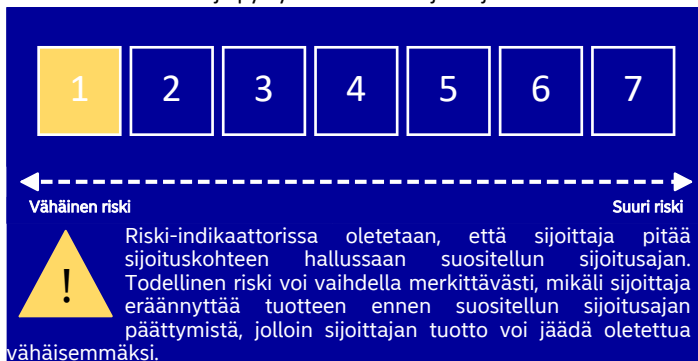 1 2 3 4 5 6 7
Vähäinen riski Suuri riski
Riski-indikaattorissa oletetaan, että sijoittaja pitää
sijoituskohteen hallussaan suositellun sijoitusajan.
Todellinen riski voi vaihdella merkittävästi, mikäli sijoittaja
! eräännyttää tuotteen ennen suositellun sijoitusajan
päättymistä, jolloin sijoittajan tuotto voi jäädä oletettua
vähäisemmäksi.